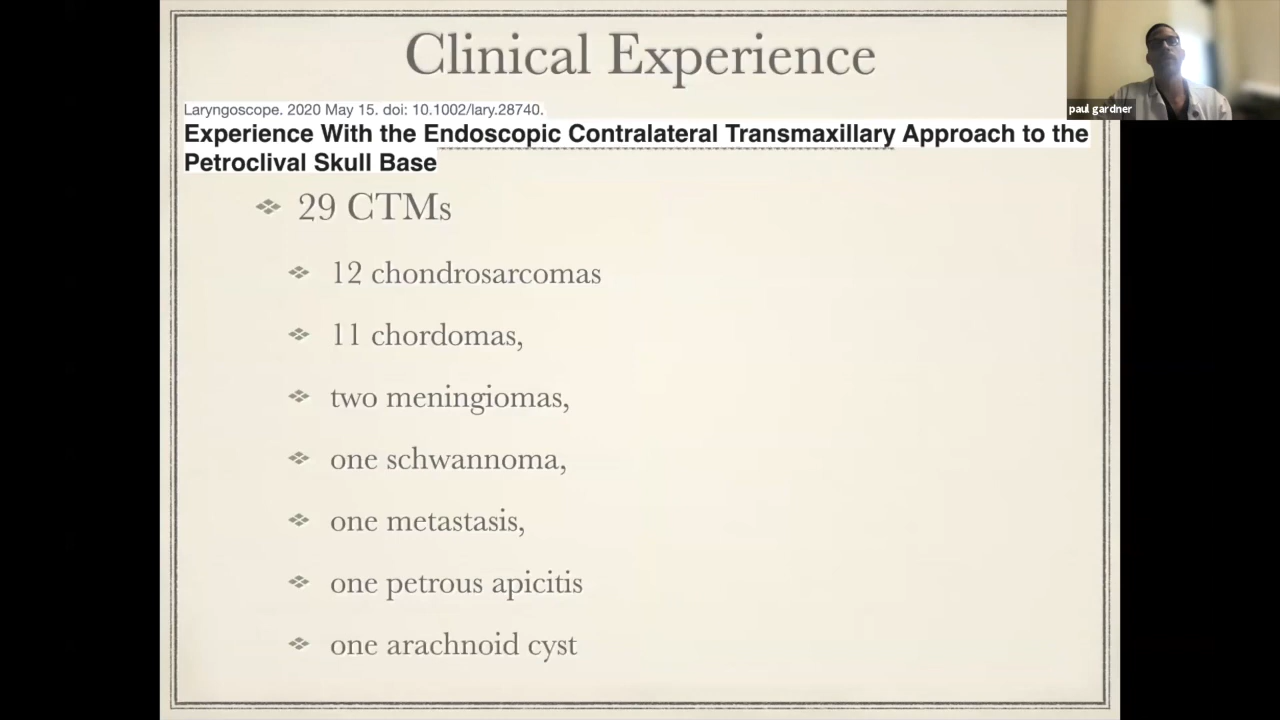 Clinical Experience
paul gardner
Laryngoscope. 2020 May 15. doi: 10.1002/lary.28740.
Experience With the Endoscopic Contralateral Transmaxillary Approach to the
Petroclival Skull Base
29 CTMs
12 chondrosarcomas
11 chordomas,
two meningiomas,
one schwannoma,
one metastasis,
one petrous apicitis
one arachnoid cyst